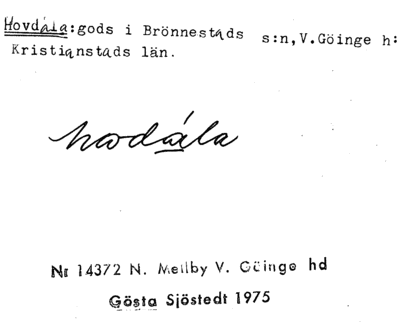 Hovdala:gods i Brönnestads s:n,V.Göinge h:
Kristianstads län.
hodála
Nr 14372 N. Mellby V. Göinge hd
Gösta Sjöstedt 1975